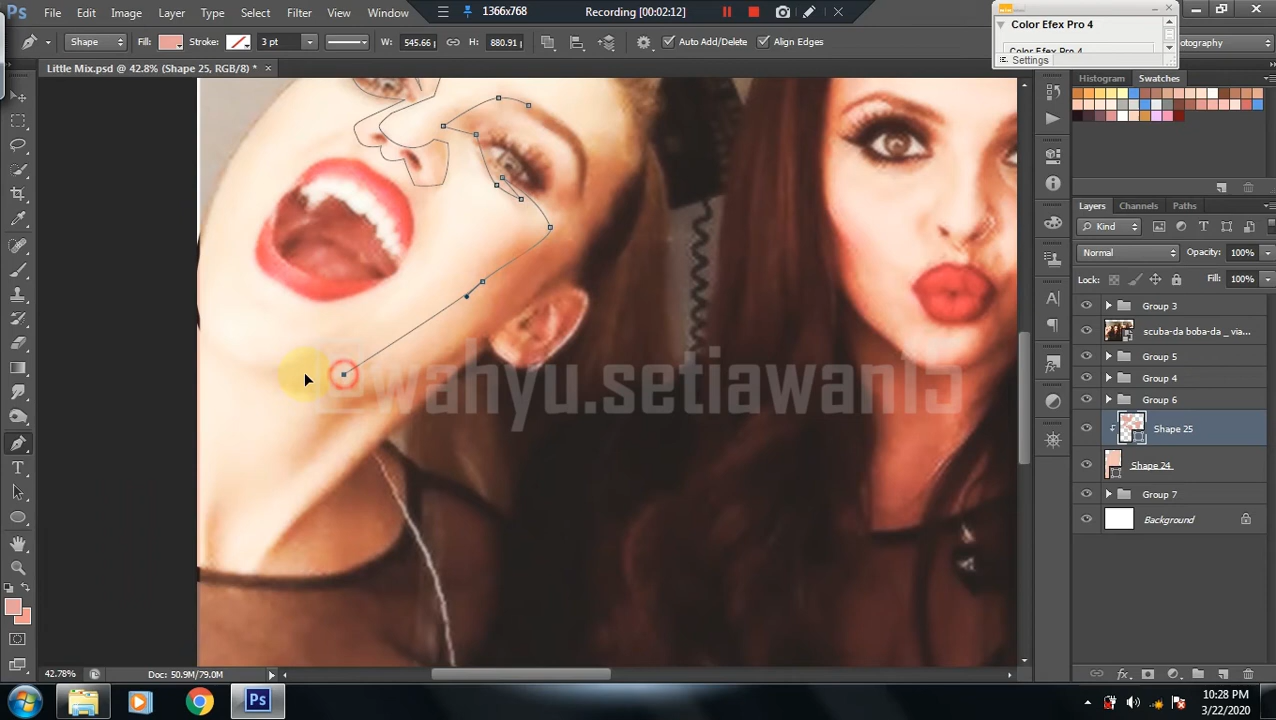 Ps File Edit Image Layer Type Select Filter View Window
1366x768 Recording [00:02:12]
Color Efex Pro 4
Color Efex Pro 4
Settings
Shape Fill: Stroke: 3 pt W: 545.66 H: 880.91 Auto Add/Delete Align Edges
Little Mix.psd @ 42.8% (Shape 25, RGB/8) *
Histogram Swatches
Layers Channels Paths
Kind
Normal Opacity: 100%
Lock: Fill: 100%
Group 3
scuba-da boba-da _ via...
Group 5
Group 4
Group 6
Shape 25
Shape 24
Group 7
Background
@wahyu.setiawan15
42.78% Doc: 50.9M/79.0M
Ps
10:28 PM
3/22/2020